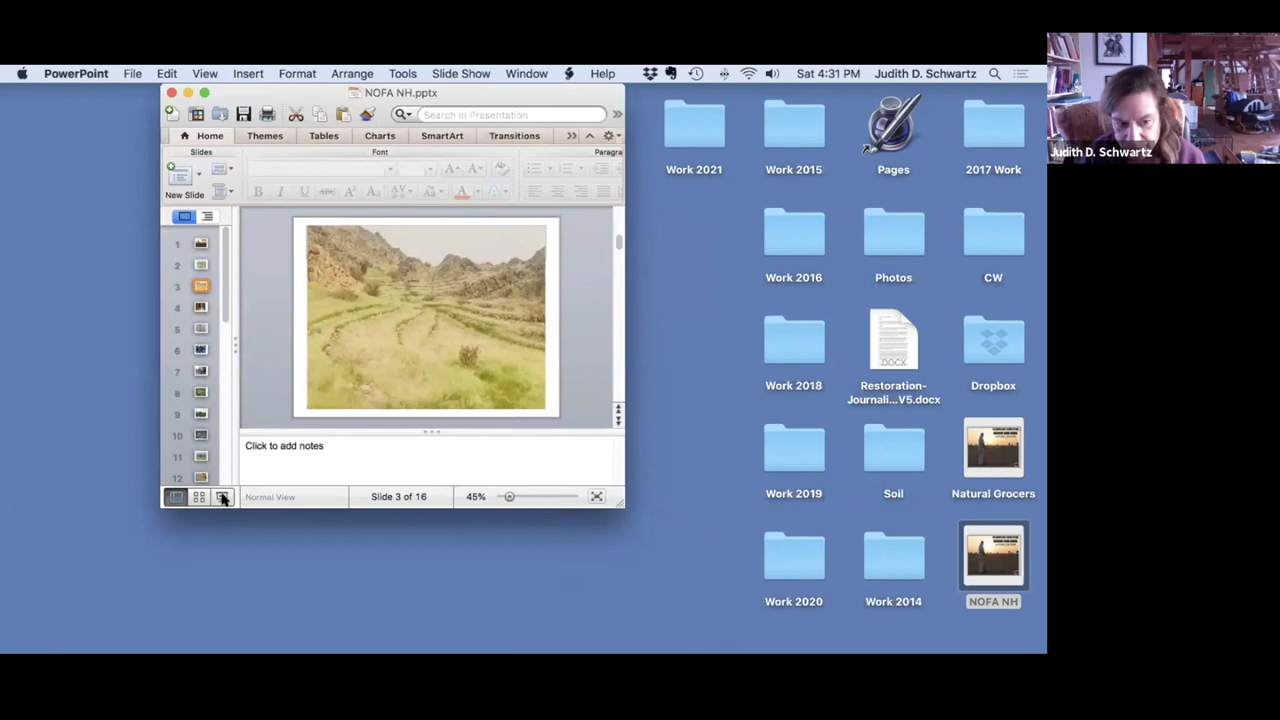 PowerPoint File Edit View Insert Format Arrange Tools Slide Show Window Help Sat 4:31 PM Judith D. Schwartz
NOFA NH.pptx
Search in Presentation
Home Themes Tables Charts SmartArt Transitions
Slides Font Paragra
New Slide
B I U ABC A A AV Aa A A
1
2
3
4
5
6
7
8
9
10
11
12
Click to add notes
Normal View Slide 3 of 16 45%
Work 2021 Work 2015 Pages 2017 Work
Work 2016 Photos CW
DOCX
Work 2018 Restoration-
Journali...V5.docx Dropbox
Work 2019 Soil Natural Grocers
Work 2020 Work 2014 NOFA NH
Judith D. Schwartz